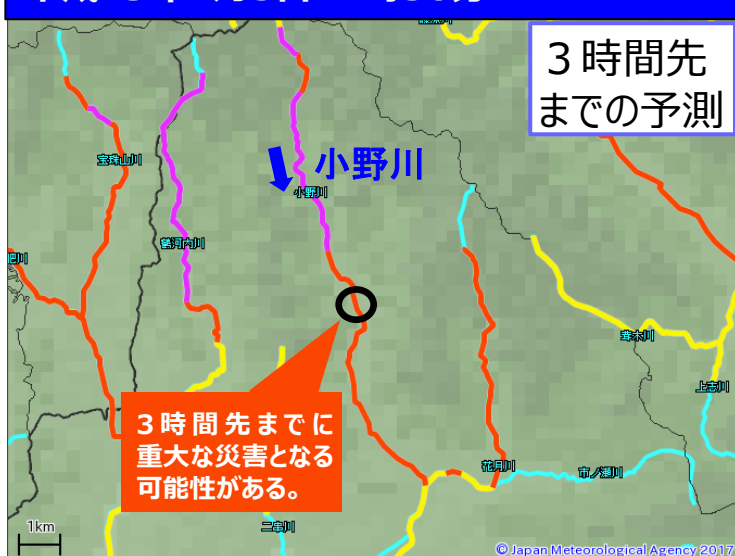 3時間先
までの予測
小野川
宝珠山川
小野川
鶴河内川
3時間先までに
重大な災害となる
可能性がある。
花月川
市ノ瀬川
上志川
二串川
1km
© Japan Meteorological Agency 2017